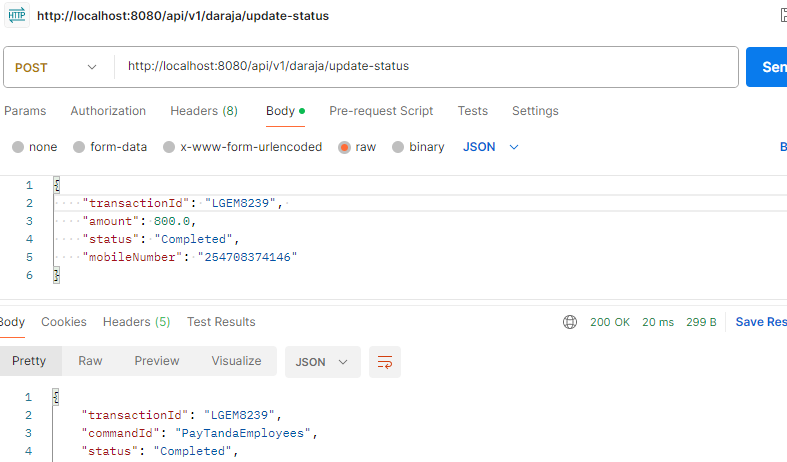 HTTP http://localhost:8080/api/v1/daraja/update-status
POST http://localhost:8080/api/v1/daraja/update-status Sen
Params Authorization Headers (8) Body Pre-request Script Tests Settings
none form-data x-www-form-urlencoded raw binary JSON B
1 {
2 "transactionId": "LGEM8239",
3 "amount": 800.0,
4 "status": "Completed",
5 "mobileNumber": "254708374146"
6 }
Body Cookies Headers (5) Test Results 200 OK 20 ms 299 B Save Res
Pretty Raw Preview Visualize JSON
1 {
2 "transactionId": "LGEM8239",
3 "commandId": "PayTandaEmployees",
4 "status": "Completed",